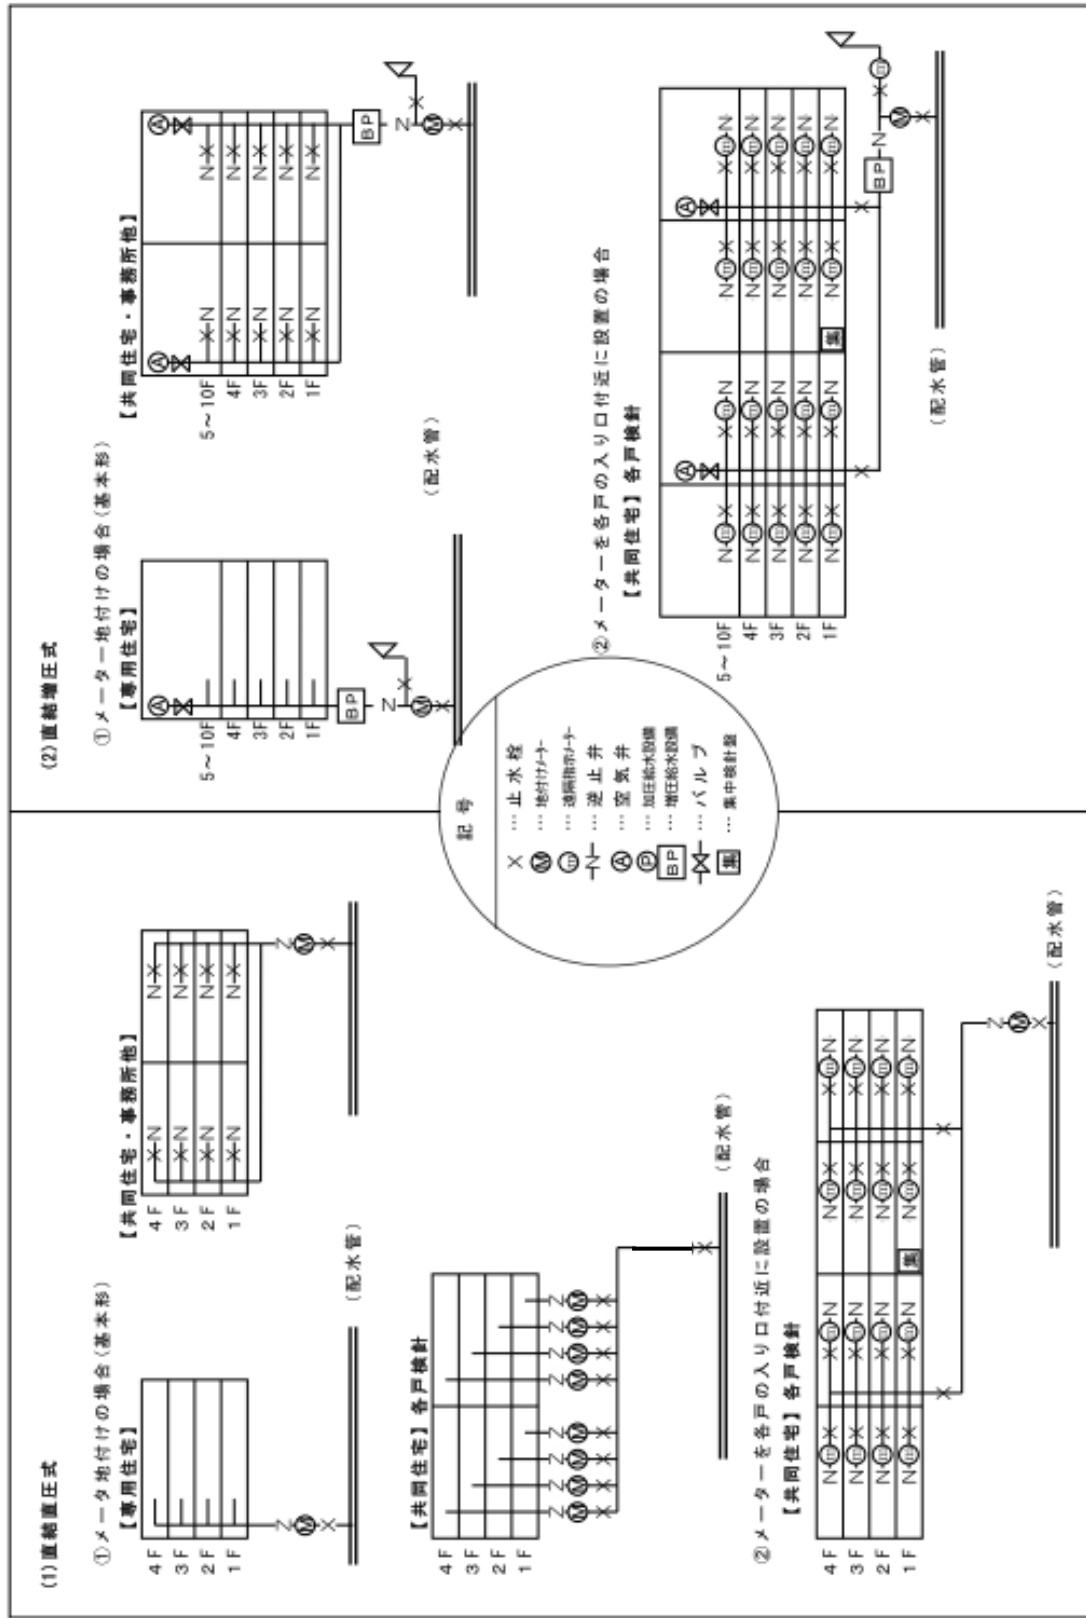 (1)直結直圧式
①メータ地付けの場合(基本形)
【専用住宅】
4F
3F
2F
1F
N
M
(配水管)
【共同住宅・事務所他】
4F
3F
2F
1F
N
M
【共同住宅】各戸検針
4F
3F
2F
1F
N N N N N N N N
M M M M M M M M
(配水管)
②メーターを各戸の入り口付近に設置の場合
【共同住宅】各戸検針
4F
3F
2F
1F
集
N
M
(配水管)
(2)直結増圧式
①メーター地付けの場合(基本形)
【専用住宅】
A
5~10F
4F
3F
2F
1F
BP
N
M
(配水管)
【共同住宅・事務所他】
A A
5~10F
4F
3F
2F
1F
BP
N
M
②メーターを各戸の入り口付近に設置の場合
【共同住宅】各戸検針
A A
5~10F
4F
3F
2F
1F
集
BP
N
m
M
(配水管)
記号
× … 止水栓
M … 地付けメーター
m … 遠隔指示メーター
N … 逆止弁
A … 空気弁
P … 加圧給水設備
BP … 増圧給水設備
… バルブ
集 … 集中検針盤